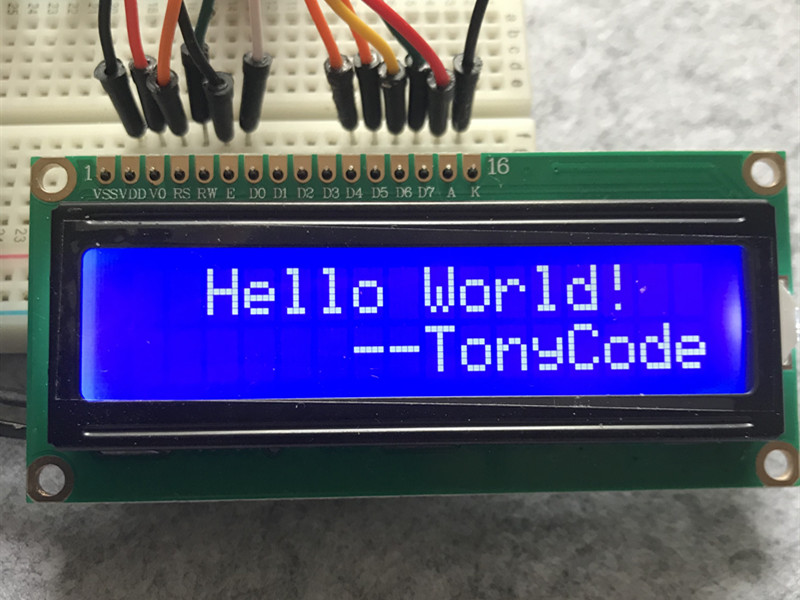 1 16
VSS VDD V0 RS RW E D0 D1 D2 D3 D4 D5 D6 D7 A K
Hello World!
--TonyCode